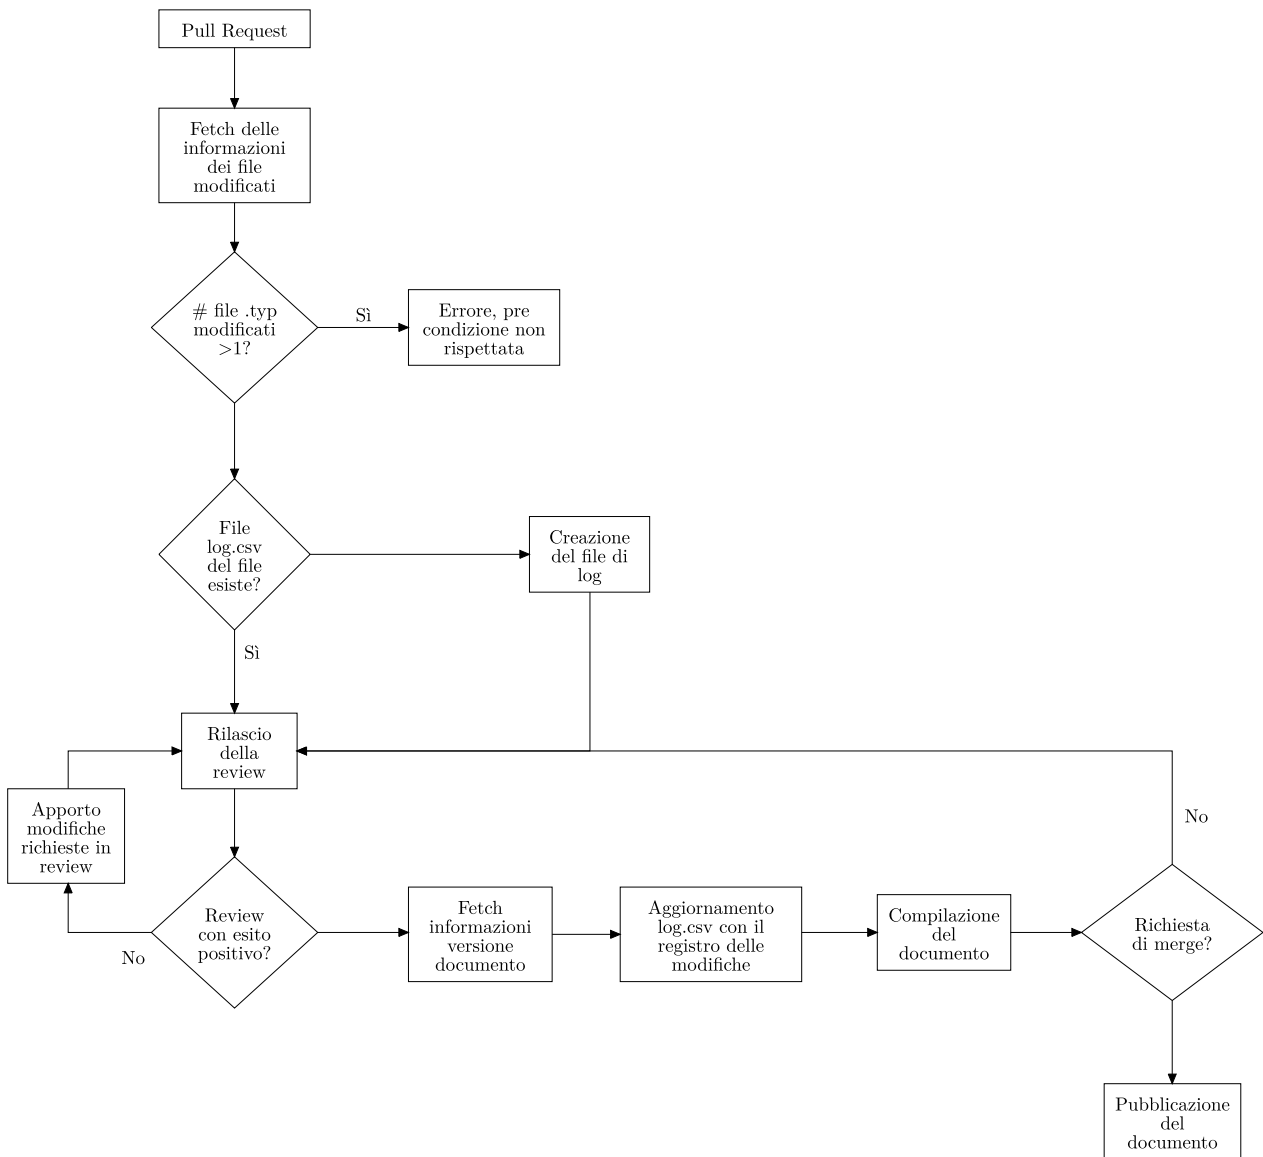 Pull Request
Fetch delle
informazioni
dei file
modificati
# file .typ
modificati
>1?
Sì
Errore, pre
condizione non
rispettata
File
log.csv
del file
esiste?
Creazione
del file di
log
Sì
Rilascio
della
review
Apporto
modifiche
richieste in
review
No
Review
con esito
positivo?
No
Fetch
informazioni
versione
documento
Aggiornamento
log.csv con il
registro delle
modifiche
Compilazione
del
documento
Richiesta
di merge?
Pubblicazione
del
documento